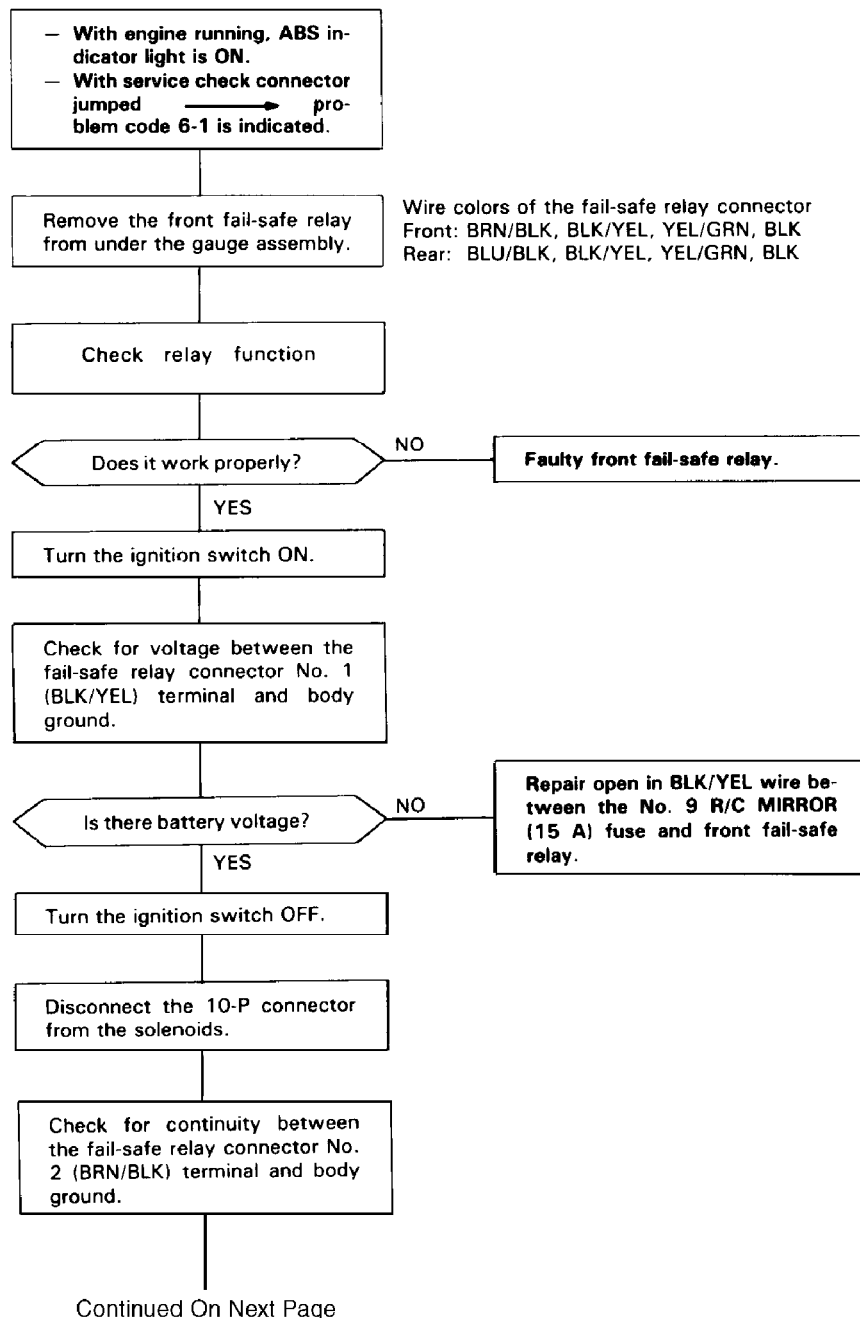 — With engine running, ABS in-
dicator light is ON.
— With service check connector
jumped → pro-
blem code 6-1 is indicated.
Remove the front fail-safe relay
from under the gauge assembly.
Wire colors of the fail-safe relay connector
Front: BRN/BLK, BLK/YEL, YEL/GRN, BLK
Rear: BLU/BLK, BLK/YEL, YEL/GRN, BLK
Check relay function
Does it work properly?
NO
Faulty front fail-safe relay.
YES
Turn the ignition switch ON.
Check for voltage between the
fail-safe relay connector No. 1
(BLK/YEL) terminal and body
ground.
Is there battery voltage?
NO
Repair open in BLK/YEL wire be-
tween the No. 9 R/C MIRROR
(15 A) fuse and front fail-safe
relay.
YES
Turn the ignition switch OFF.
Disconnect the 10-P connector
from the solenoids.
Check for continuity between
the fail-safe relay connector No.
2 (BRN/BLK) terminal and body
ground.
Continued On Next Page